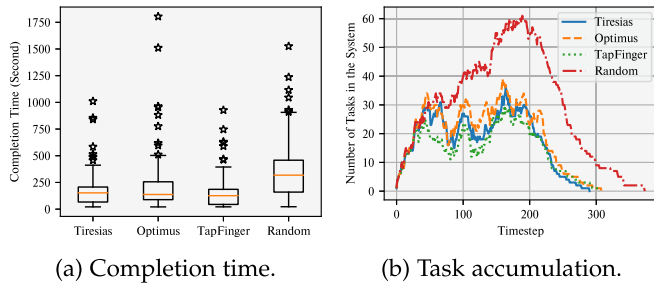 1750
1500
1250
1000
750
500
250
0
Completion Time (Second)
Tiresias Optimus TapFinger Random
(a) Completion time.
60
50
40
30
20
10
0
Number of Tasks in the System
Tiresias
Optimus
TapFinger
Random
0 100 200 300
Timestep
(b) Task accumulation.